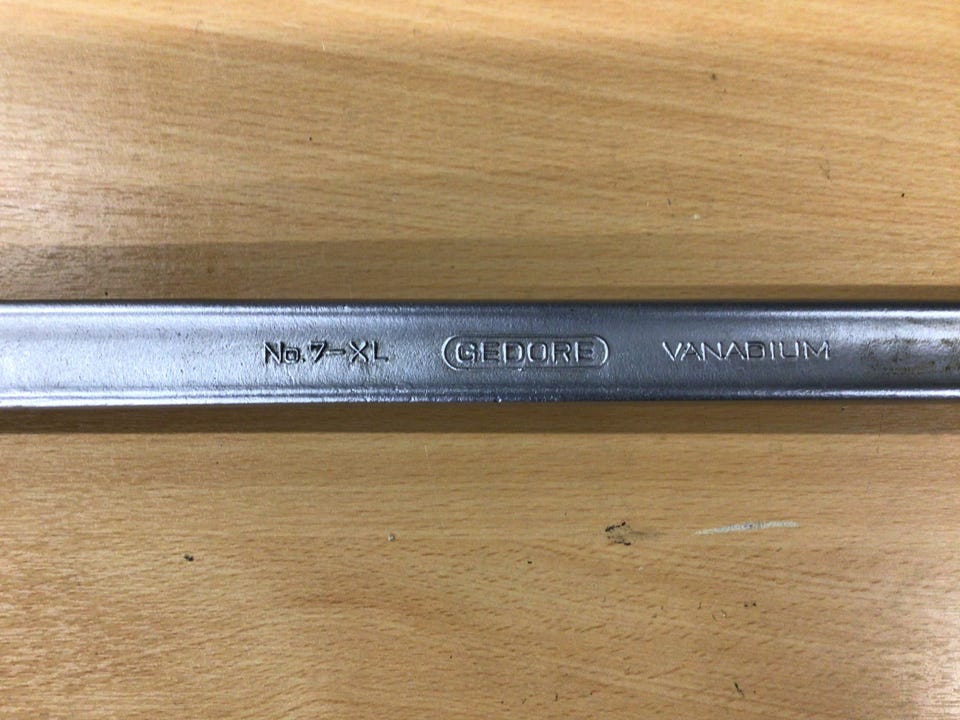 No. 7-XL GEDORE VANADIUM